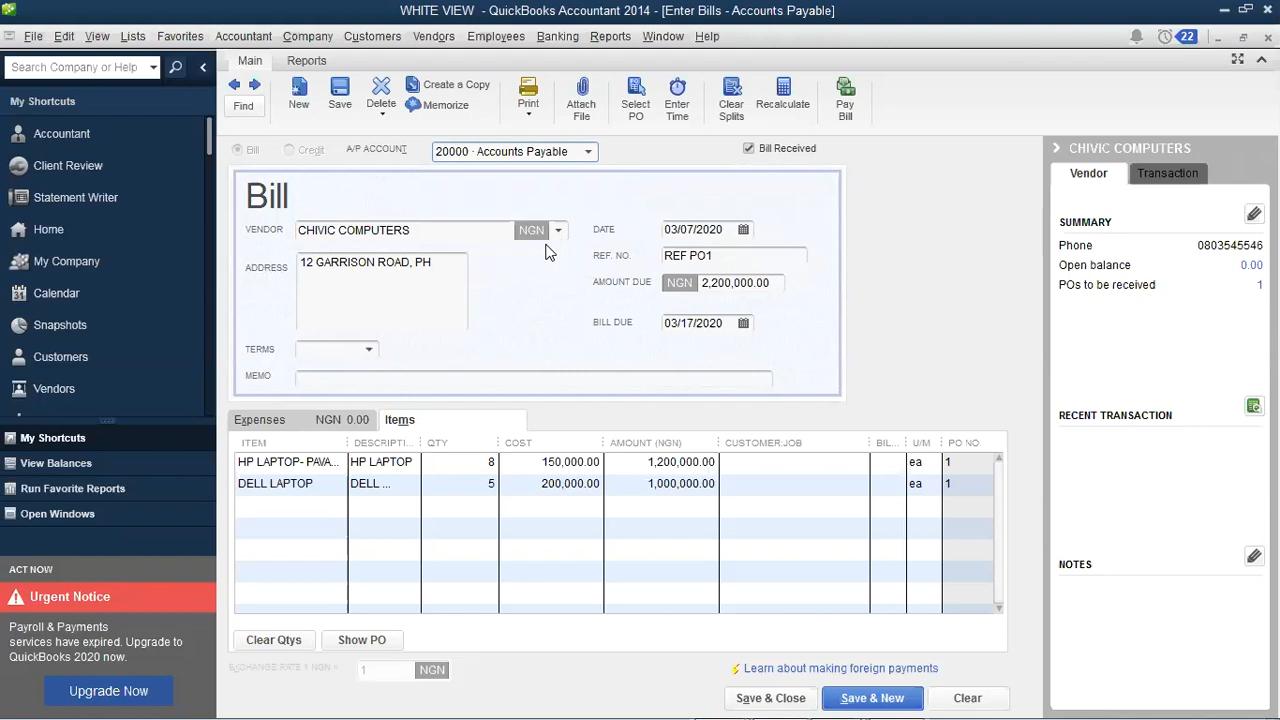 WHITE VIEW - QuickBooks Accountant 2014 - [Enter Bills - Accounts Payable]
File Edit View Lists Favorites Accountant Company Customers Vendors Employees Banking Reports Window Help 22
Search Company or Help
My Shortcuts
Accountant
Client Review
Statement Writer
Home
My Company
Calendar
Snapshots
Customers
Vendors
My Shortcuts
View Balances
Run Favorite Reports
Open Windows
ACT NOW
Urgent Notice
Payroll & Payments
services have expired. Upgrade to
QuickBooks 2020 now.
Upgrade Now
Main Reports
Find
New
Save
Delete
Create a Copy
Memorize
Print
Attach File
Select PO
Enter Time
Clear Splits
Recalculate
Pay Bill
Bill Credit A/P ACCOUNT 20000 · Accounts Payable Bill Received
Bill
VENDOR CHIVIC COMPUTERS NGN
ADDRESS 12 GARRISON ROAD, PH
TERMS
MEMO
DATE 03/07/2020
REF. NO. REF PO1
AMOUNT DUE NGN 2,200,000.00
BILL DUE 03/17/2020
Expenses NGN 0.00 Items
ITEM DESCRIPTI... QTY COST AMOUNT (NGN) CUSTOMER:JOB BIL... U/M PO NO.
HP LAPTOP- PAVA... HP LAPTOP 8 150,000.00 1,200,000.00 ea 1
DELL LAPTOP DELL ... 5 200,000.00 1,000,000.00 ea 1
Clear Qtys Show PO
EXCHANGE RATE 1 NGN = 1 NGN
Learn about making foreign payments
Save & Close Save & New Clear
CHIVIC COMPUTERS
Vendor Transaction
SUMMARY
Phone 0803545546
Open balance 0.00
POs to be received 1
RECENT TRANSACTION
NOTES